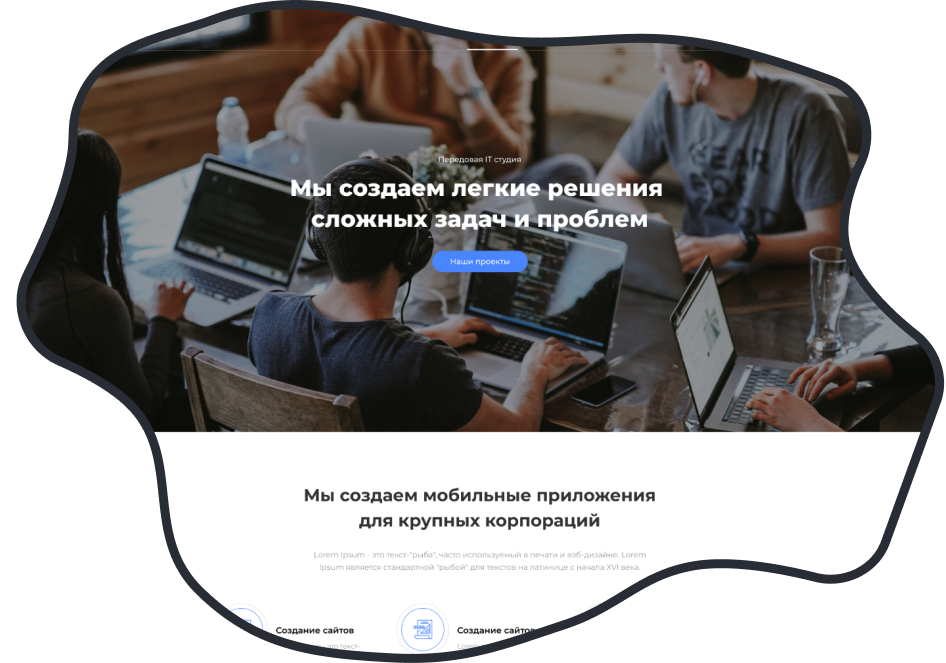 Передовая IT студия
Мы создаем легкие решения
сложных задач и проблем
Наши проекты
Мы создаем мобильные приложения
для крупных корпораций
Lorem Ipsum - это текст-"рыба", часто используемый в печати и вэб-дизайне. Lorem
Ipsum является стандартной "рыбой" для текстов на латинице с начала XVI века.
Создание сайтов
Создание сайтов
это текст-